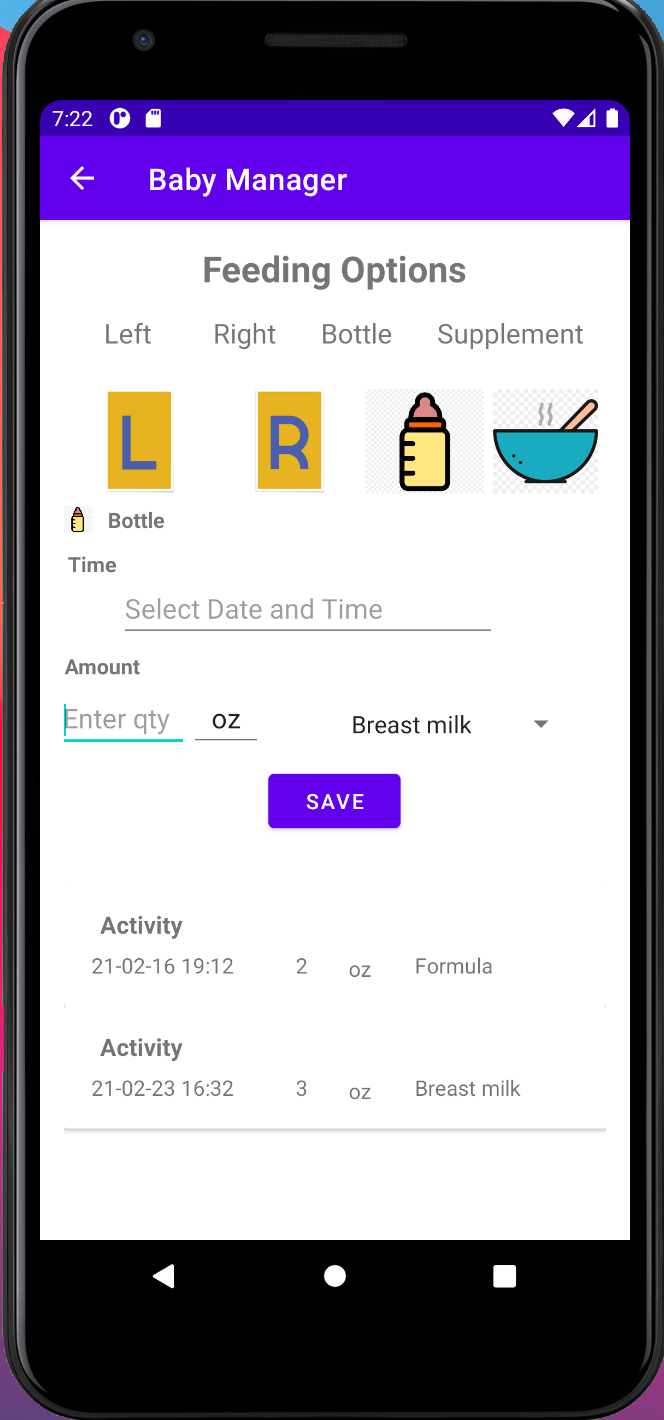 7:22
Baby Manager
Feeding Options
Left Right Bottle Supplement
L R
Bottle
Time
Select Date and Time
Amount
Enter qty oz Breast milk
SAVE
Activity
21-02-16 19:12 2 oz Formula
Activity
21-02-23 16:32 3 oz Breast milk